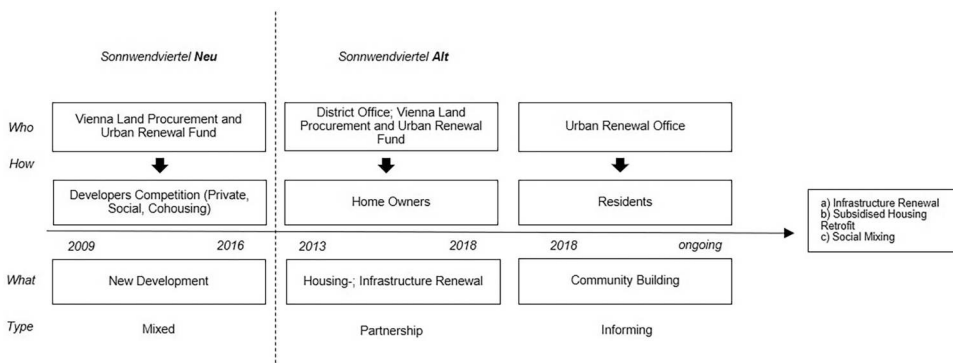 Sonnwendviertel Neu
Sonnwendviertel Alt
Who
Vienna Land Procurement and
Urban Renewal Fund
District Office; Vienna Land
Procurement and Urban Renewal
Fund
Urban Renewal Office
How
Developers Competition (Private,
Social, Cohousing)
Home Owners
Residents
a) Infrastructure Renewal
b) Subsidised Housing
Retrofit
c) Social Mixing
2009
2016
2013
2018
2018
ongoing
What
New Development
Housing-; Infrastructure Renewal
Community Building
Type
Mixed
Partnership
Informing